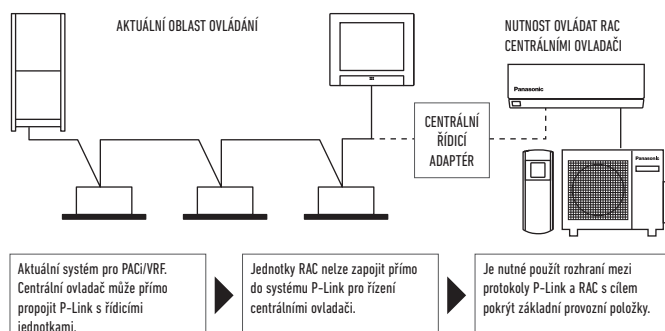 AKTUÁLNÍ OBLAST OVLÁDÁNÍ
NUTNOST OVLÁDAT RAC
CENTRÁLNÍMI OVLADAČI
Panasonic
CENTRÁLNÍ
ŘÍDICÍ
ADAPTÉR
Panasonic
Aktuální systém pro PACi/VRF.
Centrální ovladač může přímo
propojit P-Link s řídicími
jednotkami.
Jednotky RAC nelze zapojit přímo
do systému P-Link pro řízení
centrálními ovladači.
Je nutné použít rozhraní mezi
protokoly P-Link a RAC s cílem
pokrýt základní provozní položky.